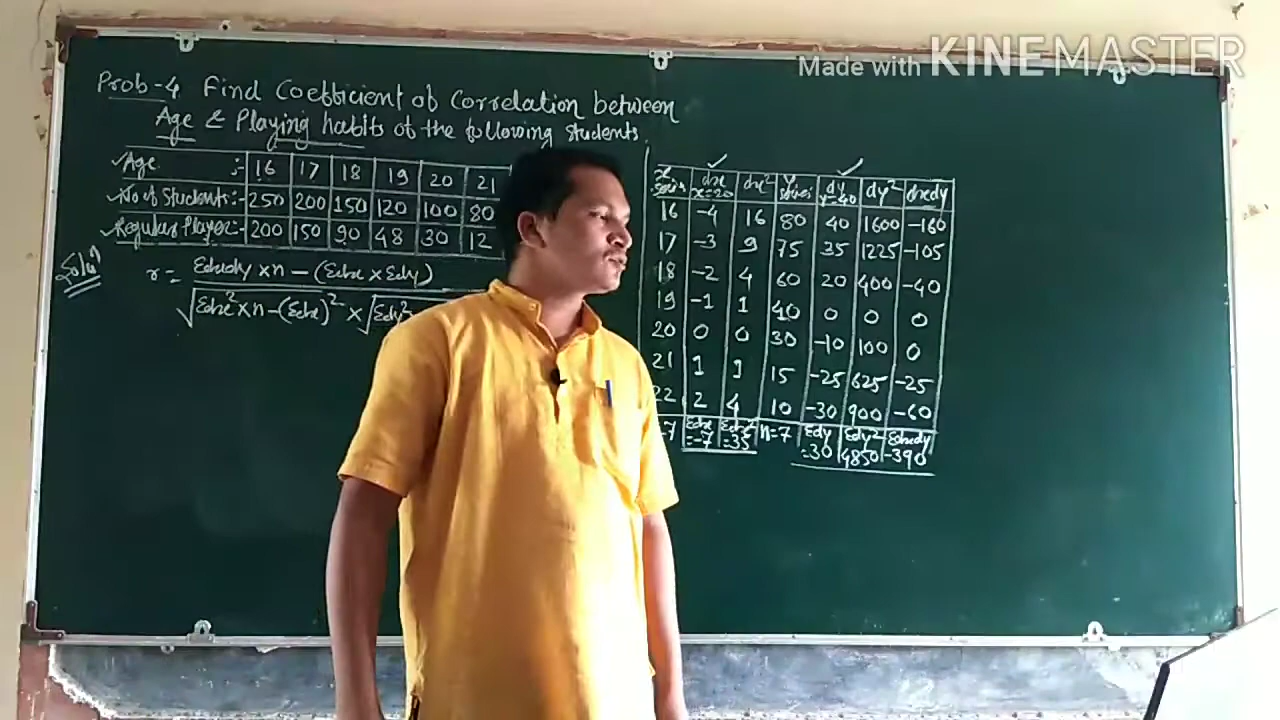 Made with KINEMASTER
Prob-4 Find Coefficient of Correlation between
Age & Playing habits of the following students.
Age :- 16 17 18 19 20 21
No of Students:- 250 200 150 120 100 80
Regular Player:- 200 150 90 48 30 12
Solⁿ
r = Σdxdy × n − (Σdx × Σdy)
√Σdx² × n − (Σdx)² × √Σdy²
x series dx x=20 dx² y series dy y=40 dy² dxdy
16 −4 16 80 40 1600 −160
17 −3 9 75 35 1225 −105
18 −2 4 60 20 400 −40
19 −1 1 40 0 0 0
20 0 0 30 −10 100 0
21 1 1 15 −25 625 −25
22 2 4 10 −30 900 −60
=7 Σdx =−7 Σdx² =35 n=7 Σdy =30 Σdy² 4850 Σdxdy −390